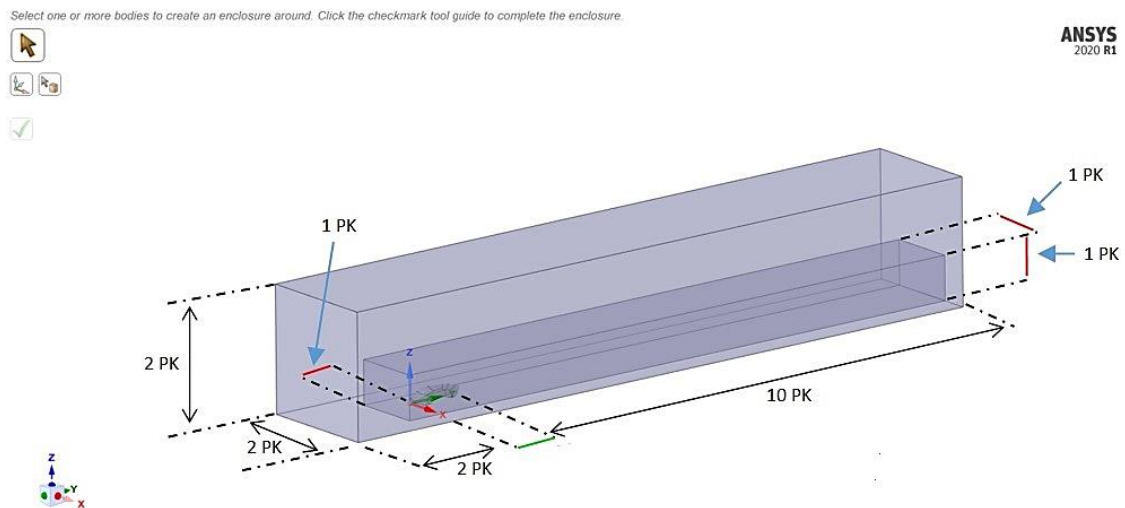 Select one or more bodies to create an enclosure around. Click the checkmark tool guide to complete the enclosure.
ANSYS
2020 R1
1 PK
1 PK
1 PK
2 PK
Z
X
10 PK
2 PK
2 PK
Z
Y
X